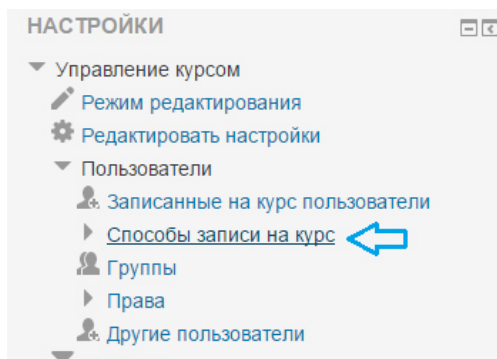 НАСТРОЙКИ
Управление курсом
Режим редактирования
Редактировать настройки
Пользователи
Записанные на курс пользователи
Способы записи на курс
Группы
Права
Другие пользователи